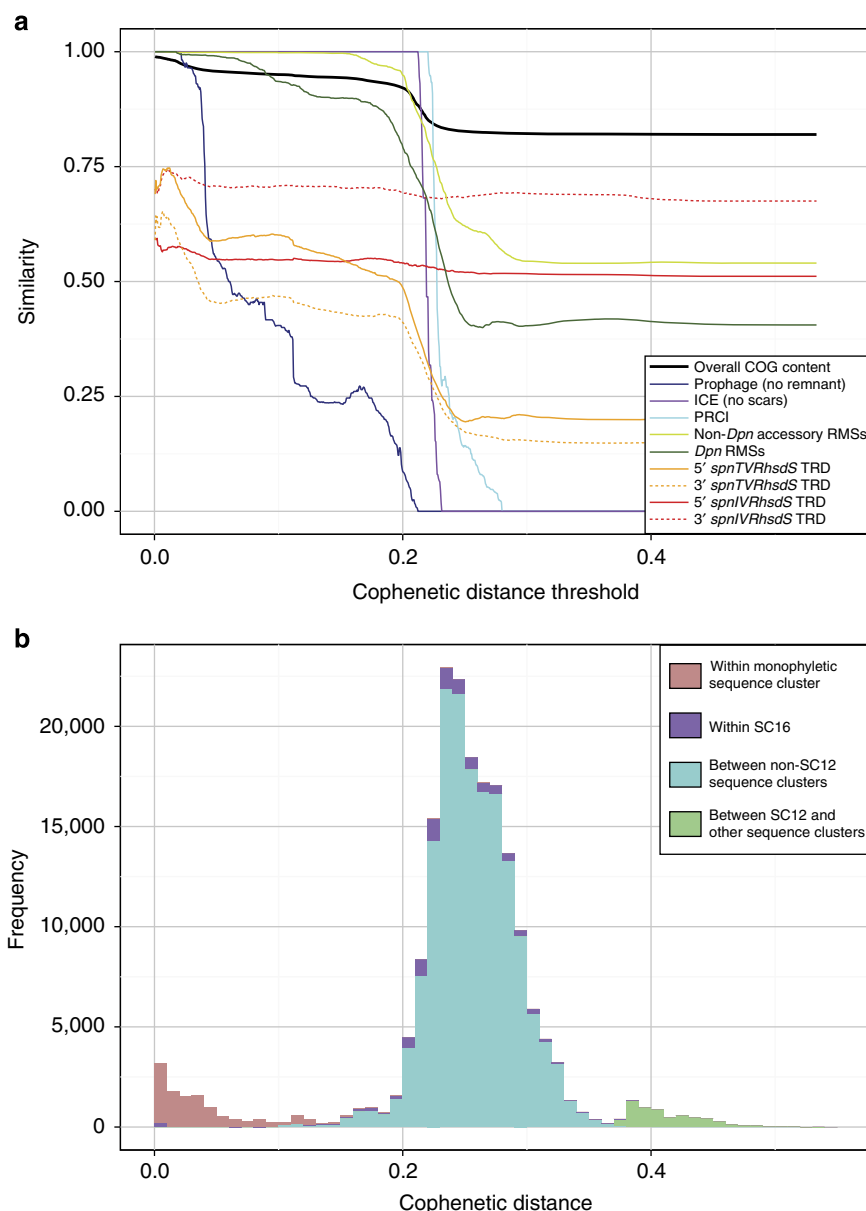 a
1.00
0.75
0.50
0.25
0.00
Similarity
Overall COG content
Prophage (no remnant)
ICE (no scars)
PRCI
Non-Dpn accessory RMSs
Dpn RMSs
5′ spnTVRhsdS TRD
3′ spnTVRhsdS TRD
5′ spnIVRhsdS TRD
3′ spnIVRhsdS TRD
0.0
0.2
0.4
Cophenetic distance threshold
b
20,000
15,000
10,000
5,000
0
Frequency
Within monophyletic
sequence cluster
Within SC16
Between non-SC12
sequence clusters
Between SC12 and
other sequence clusters
0.0
0.2
0.4
Cophenetic distance